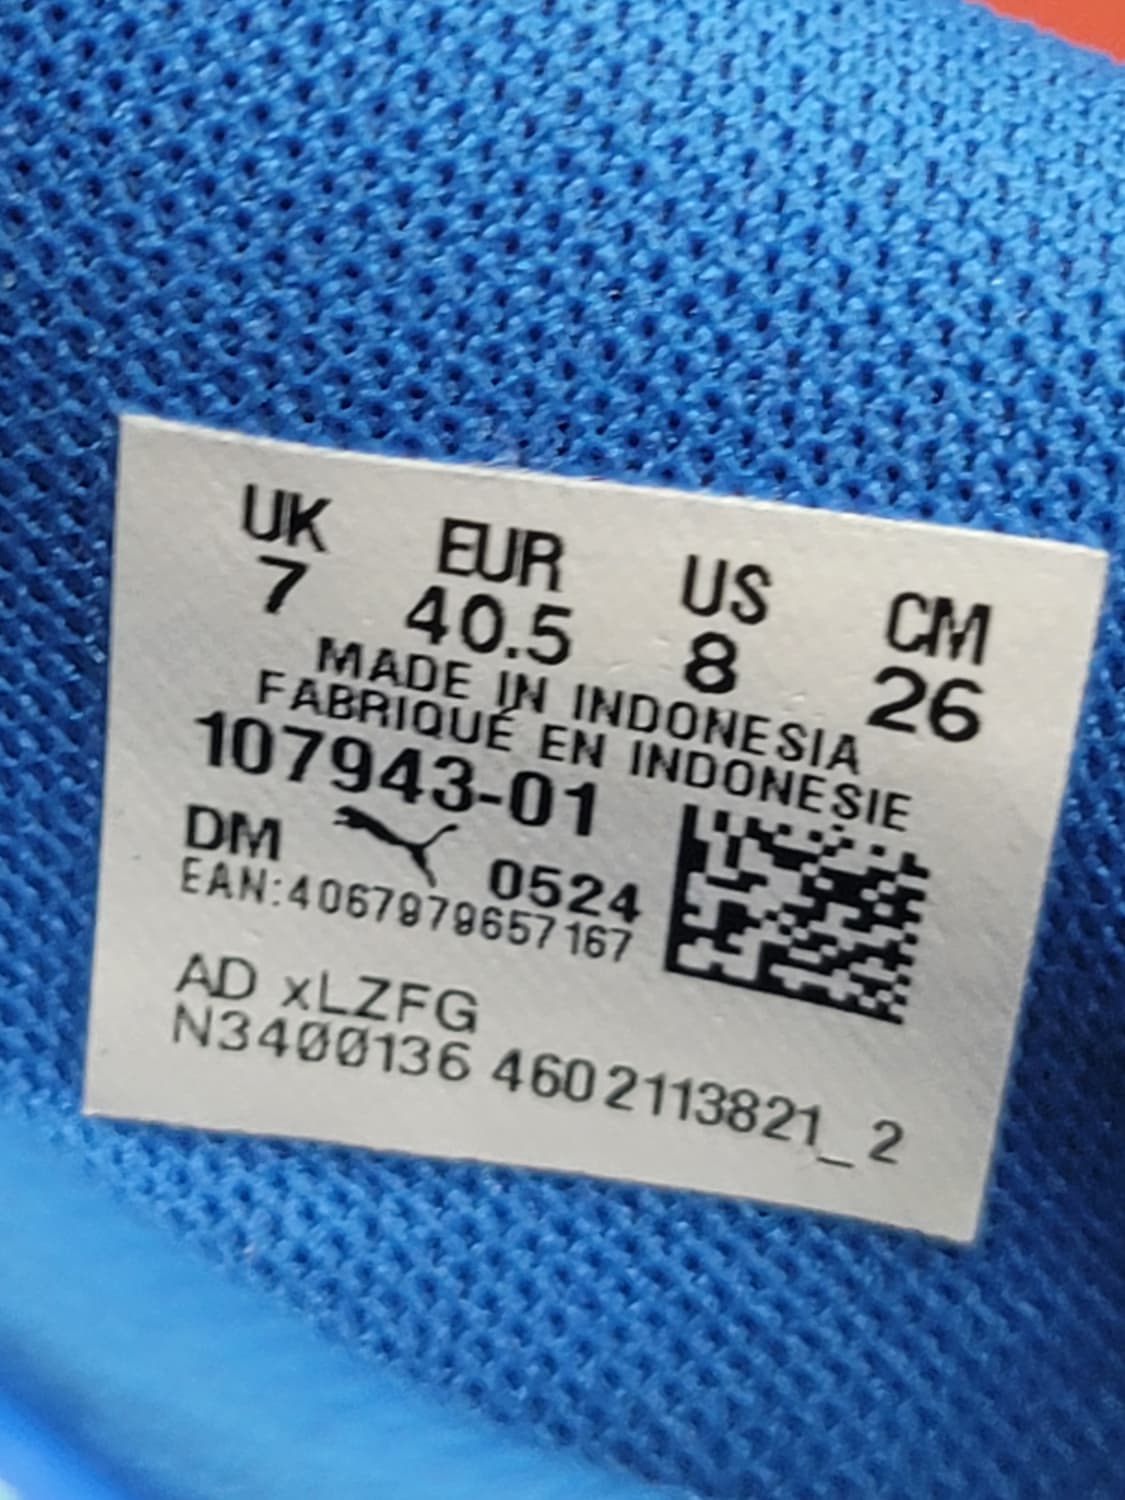 UK EUR US CM
7 40.5 8 26
MADE IN INDONESIA
FABRIQUÉ EN INDONESIE
107943-01
DM 0524
EAN:4067979657167
AD xLZFG
N3400136 4602113821_2